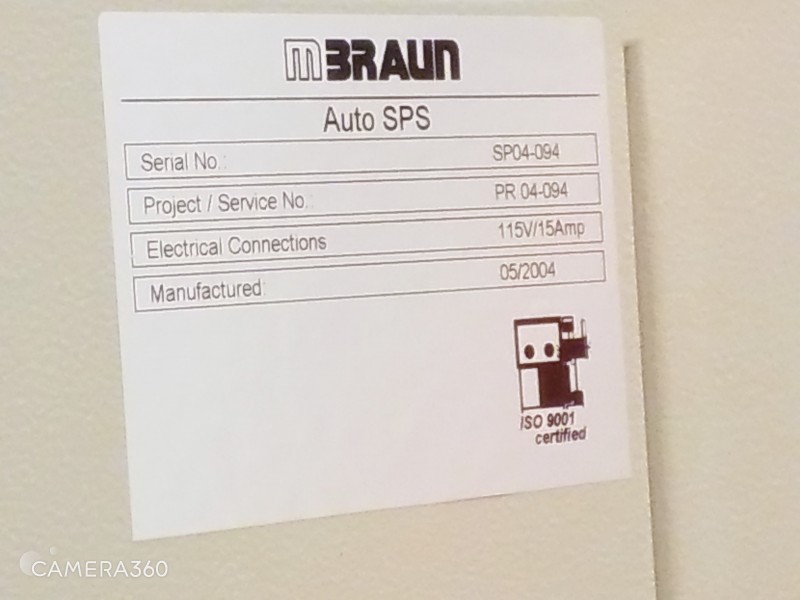 mBRAUN
Auto SPS
Serial No.: SP04-094
Project / Service No.: PR 04-094
Electrical Connections 115V/15Amp
Manufactured: 05/2004
ISO 9001
certified
CAMERA360